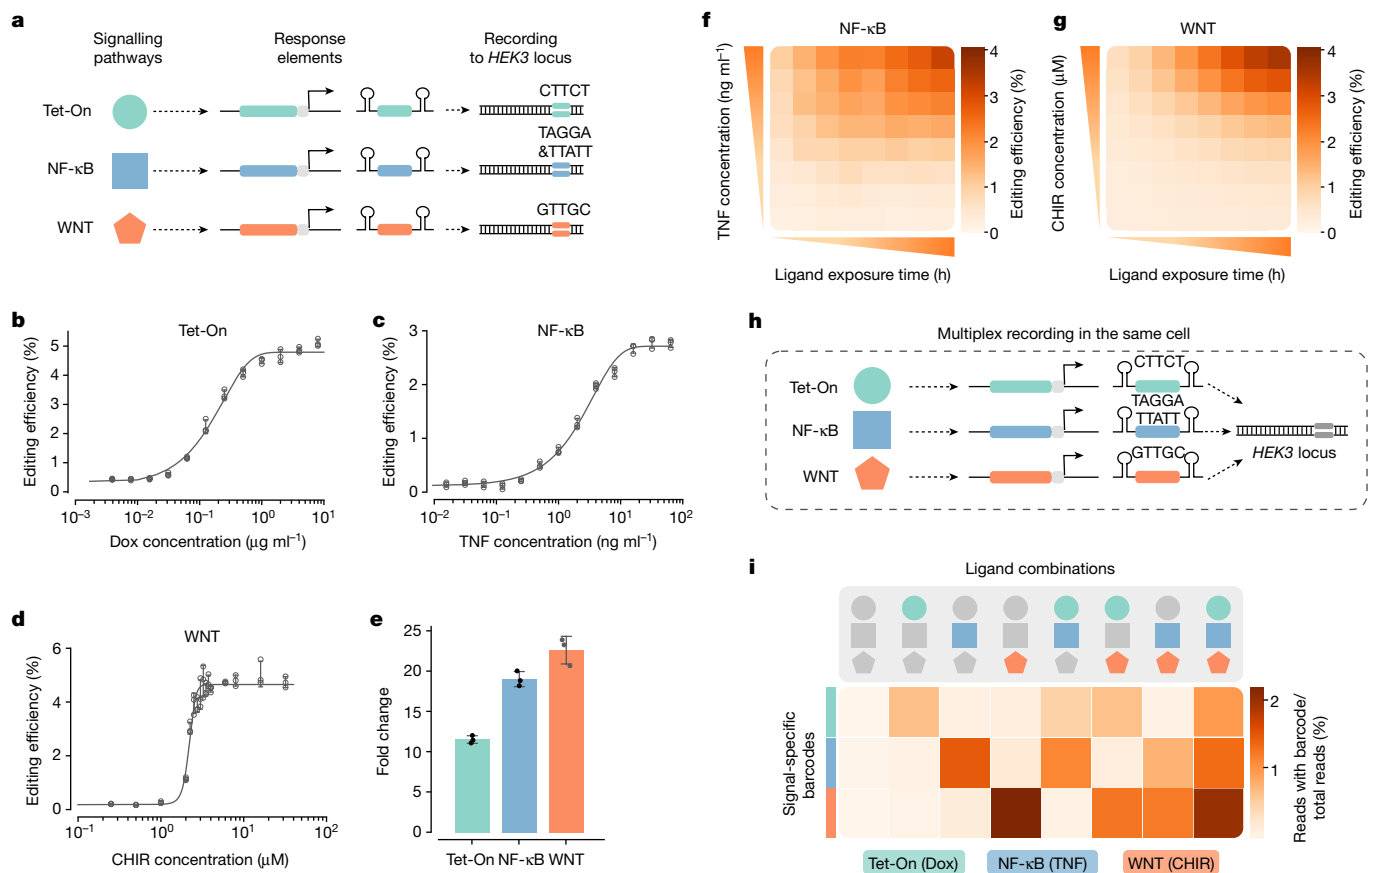 a
Signalling
pathways
Response
elements
Recording
to HEK3 locus
Tet-On
CTTCT
NF-κB
TAGGA
&TTATT
WNT
GTTGC
b
Tet-On
Editing efficiency (%)
5
4
3
2
1
0
10⁻³
10⁻²
10⁻¹
10⁰
10¹
Dox concentration (μg ml⁻¹)
c
NF-κB
Editing efficiency (%)
3
2
1
0
10⁻²
10⁻¹
10⁰
10¹
10²
TNF concentration (ng ml⁻¹)
d
WNT
Editing efficiency (%)
6
4
2
0
10⁻¹
10⁰
10¹
10²
CHIR concentration (μM)
e
Fold change
25
20
15
10
5
0
Tet-On NF-κB WNT
f
NF-κB
TNF concentration (ng ml⁻¹)
4
3
2
1
0
Editing efficiency (%)
Ligand exposure time (h)
g
WNT
CHIR concentration (μM)
4
3
2
1
0
Editing efficiency (%)
Ligand exposure time (h)
h
Multiplex recording in the same cell
Tet-On
CTTCT
NF-κB
TAGGA
TTATT
WNT
GTTGC
HEK3 locus
i
Ligand combinations
Signal-specific
barcodes
2
1
Reads with barcode/
total reads (%)
Tet-On (Dox)
NF-κB (TNF)
WNT (CHIR)